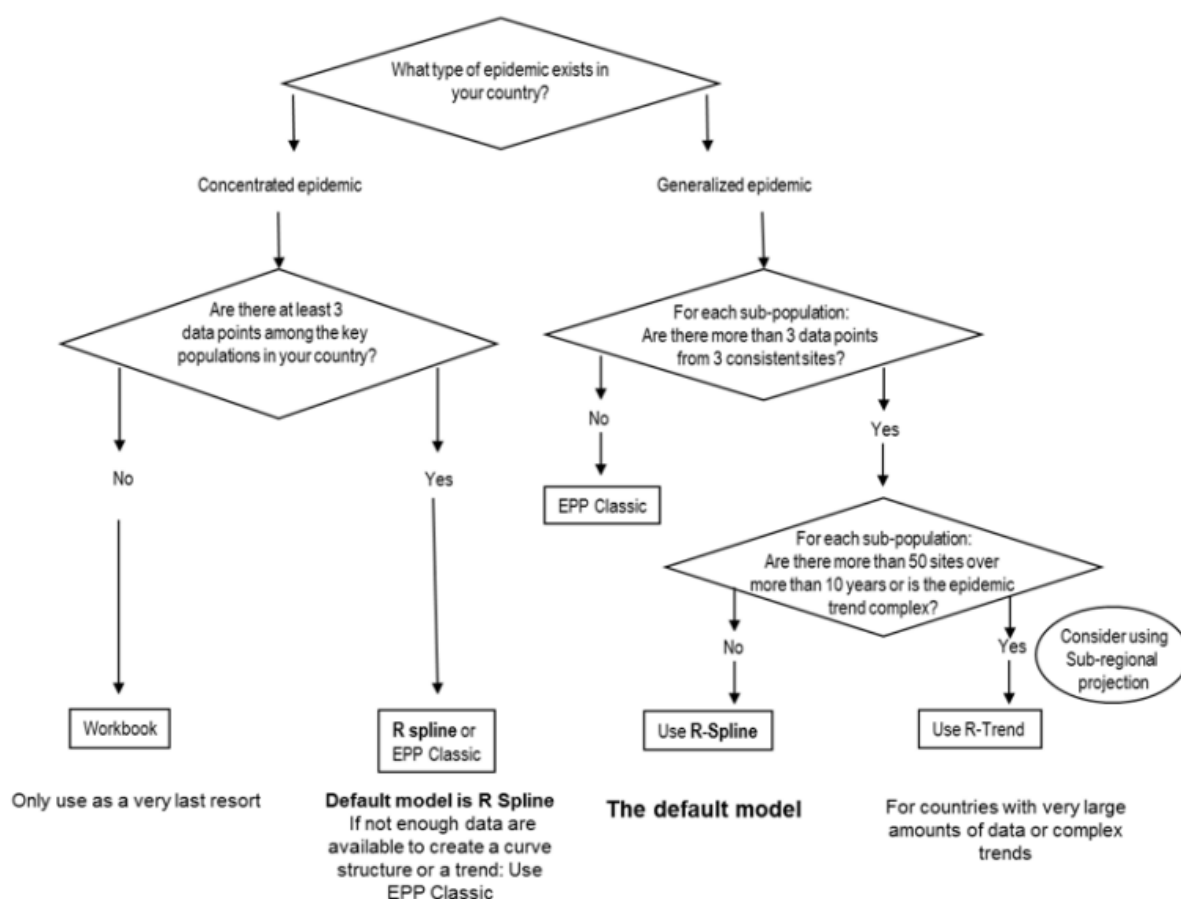 What type of epidemic exists in
your country?
Concentrated epidemic
Generalized epidemic
Are there at least 3
data points among the key
populations in your country?
For each sub-population:
Are there more than 3 data points
from 3 consistent sites?
No
Yes
No
Yes
EPP Classic
For each sub-population:
Are there more than 50 sites over
more than 10 years or is the epidemic
trend complex?
No
Yes
Consider using
Sub-regional
projection
Workbook
R spline or
EPP Classic
Use R-Spline
Use R-Trend
Only use as a very last resort
Default model is R Spline
If not enough data are
available to create a curve
structure or a trend: Use
EPP Classic
The default model
For countries with very large
amounts of data or complex
trends